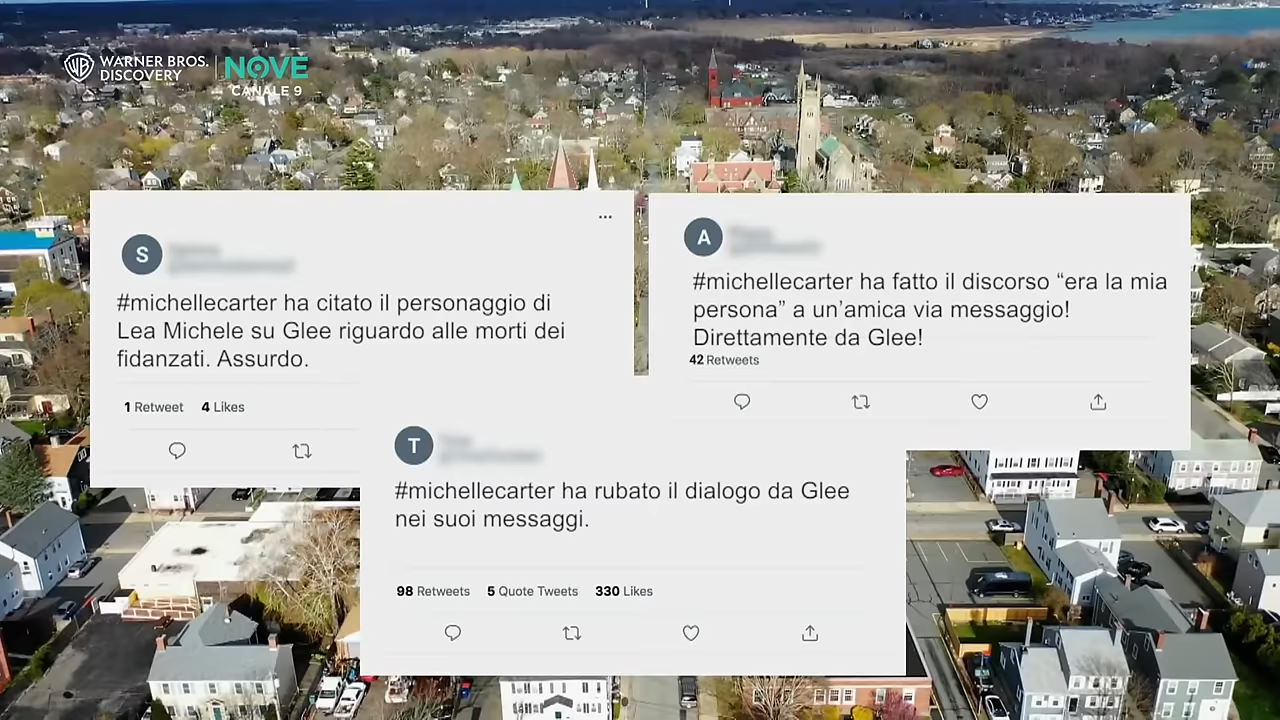 WARNER BROS.
DISCOVERY
NOVE
CANALE 9
S
#michellecarter ha citato il personaggio di
Lea Michele su Glee riguardo alle morti dei
fidanzati. Assurdo.
1 Retweet 4 Likes
A
#michellecarter ha fatto il discorso “era la mia
persona” a un’amica via messaggio!
Direttamente da Glee!
42 Retweets
T
#michellecarter ha rubato il dialogo da Glee
nei suoi messaggi.
98 Retweets 5 Quote Tweets 330 Likes